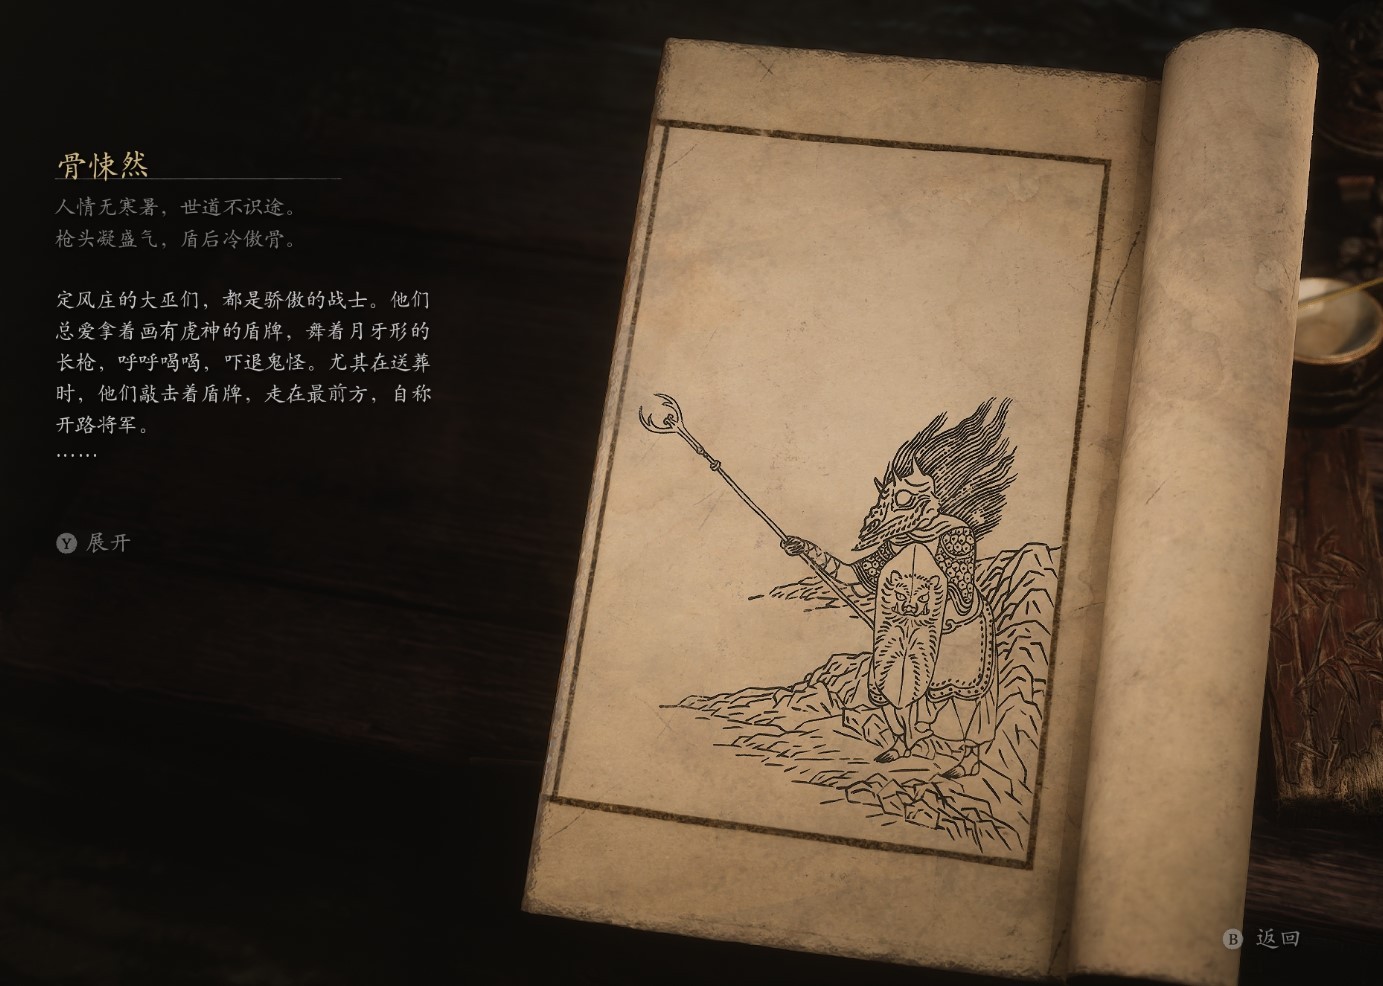 骨悚然
人情无寒暑，世道不识途。
枪头凝盛气，盾后冷傲骨。
定风庄的大巫们，都是骄傲的战士。他们
总爱拿着画有虎神的盾牌，舞着月牙形的
长枪，呼呼喝喝，吓退鬼怪。尤其在送葬
时，他们敲击着盾牌，走在最前方，自称
开路将军。
……
Y 展开
B 返回